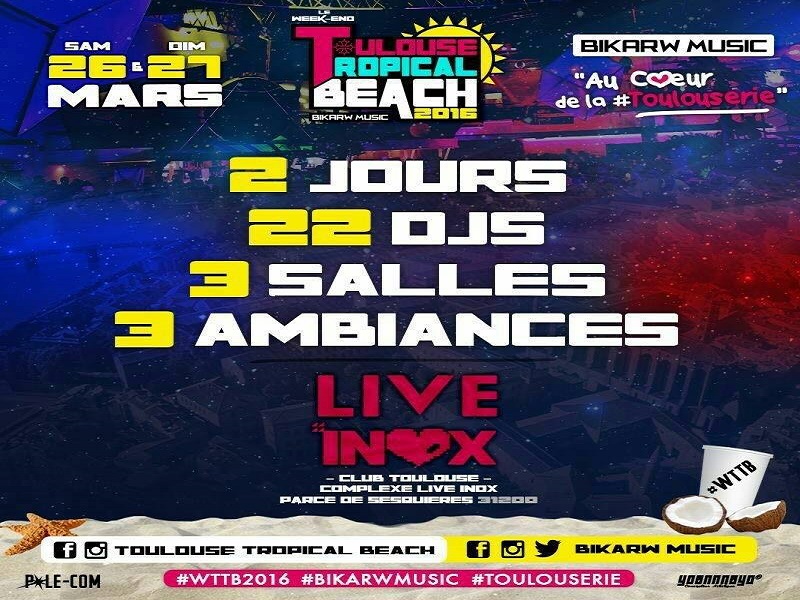 SAM DIM
26 & 27
MARS
LE
WEEK-END
TOULOUSE
TROPICAL
BEACH
BIKARW MUSIC 2016
BIKARW MUSIC
"Au Cœur
de la #Toulouserie"
2 JOURS
22 DJS
3 SALLES
3 AMBIANCES
LIVE
#INOX
- CLUB TOULOUSE -
COMPLEXE LIVE INOX
PARCE DE SESQUIERES 31200
#WTTB
TOULOUSE TROPICAL BEACH
BIKARW MUSIC
P*LE-COM
#WTTB2016 #BIKARWMUSIC #TOULOUSERIE